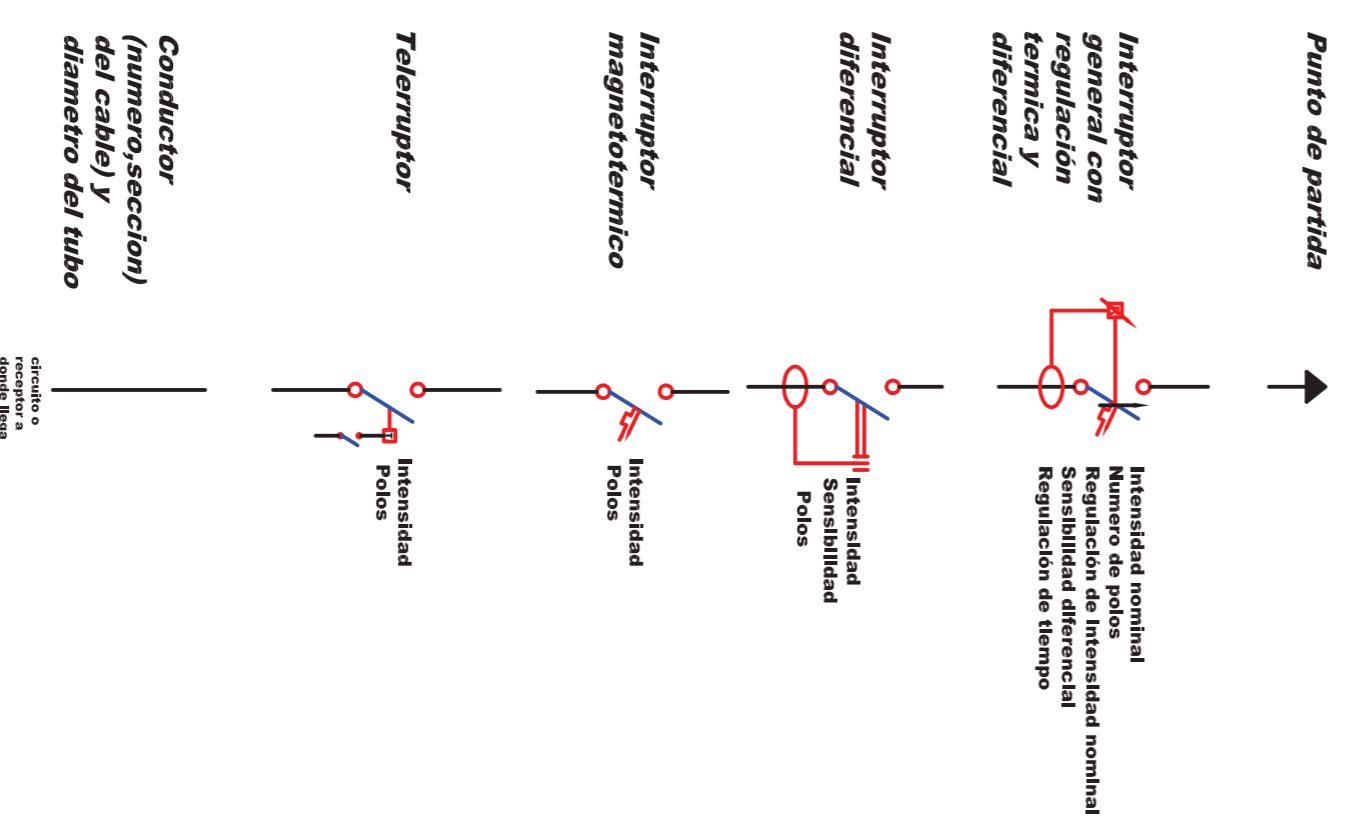 Punto de partida
Interruptor
general con
regulación
termica y
diferencial
Intensidad nominal
Numero de polos
Regulación de Intensidad nominal
Sensibilidad diferencial
Regulación de tiempo
Interruptor
diferencial
Intensidad
Sensibilidad
Polos
Interruptor
magnetotermico
Intensidad
Polos
Telerruptor
T
Intensidad
Polos
Conductor
(numero,seccion)
del cable) y
diametro del tubo
circuito o
receptor a
donde llega